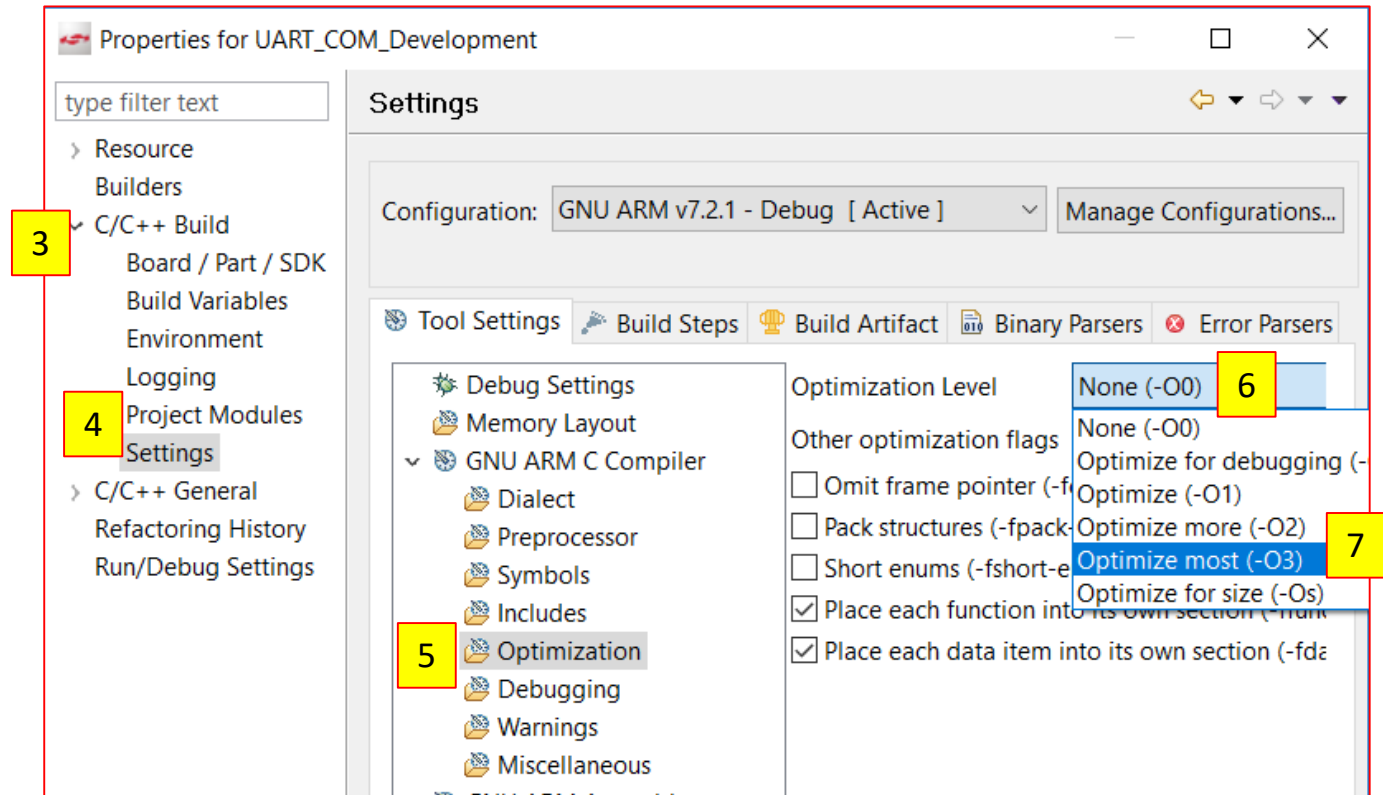 Properties for UART_COM_Development
type filter text
Settings
Resource
Builders
3
C/C++ Build
Board / Part / SDK
Build Variables
Environment
Logging
4
Project Modules
Settings
C/C++ General
Refactoring History
Run/Debug Settings
Configuration: GNU ARM v7.2.1 - Debug [ Active ] Manage Configurations...
Tool Settings Build Steps Build Artifact Binary Parsers Error Parsers
Debug Settings
Memory Layout
GNU ARM C Compiler
Dialect
Preprocessor
Symbols
Includes
5
Optimization
Debugging
Warnings
Miscellaneous
Optimization Level None (-O0) 6
Other optimization flags
Omit frame pointer (-f
Pack structures (-fpack-
Short enums (-fshort-e
Place each function into its own section (-fun
Place each data item into its own section (-fda
None (-O0)
Optimize for debugging (-
Optimize (-O1)
Optimize more (-O2)
7
Optimize most (-O3)
Optimize for size (-Os)